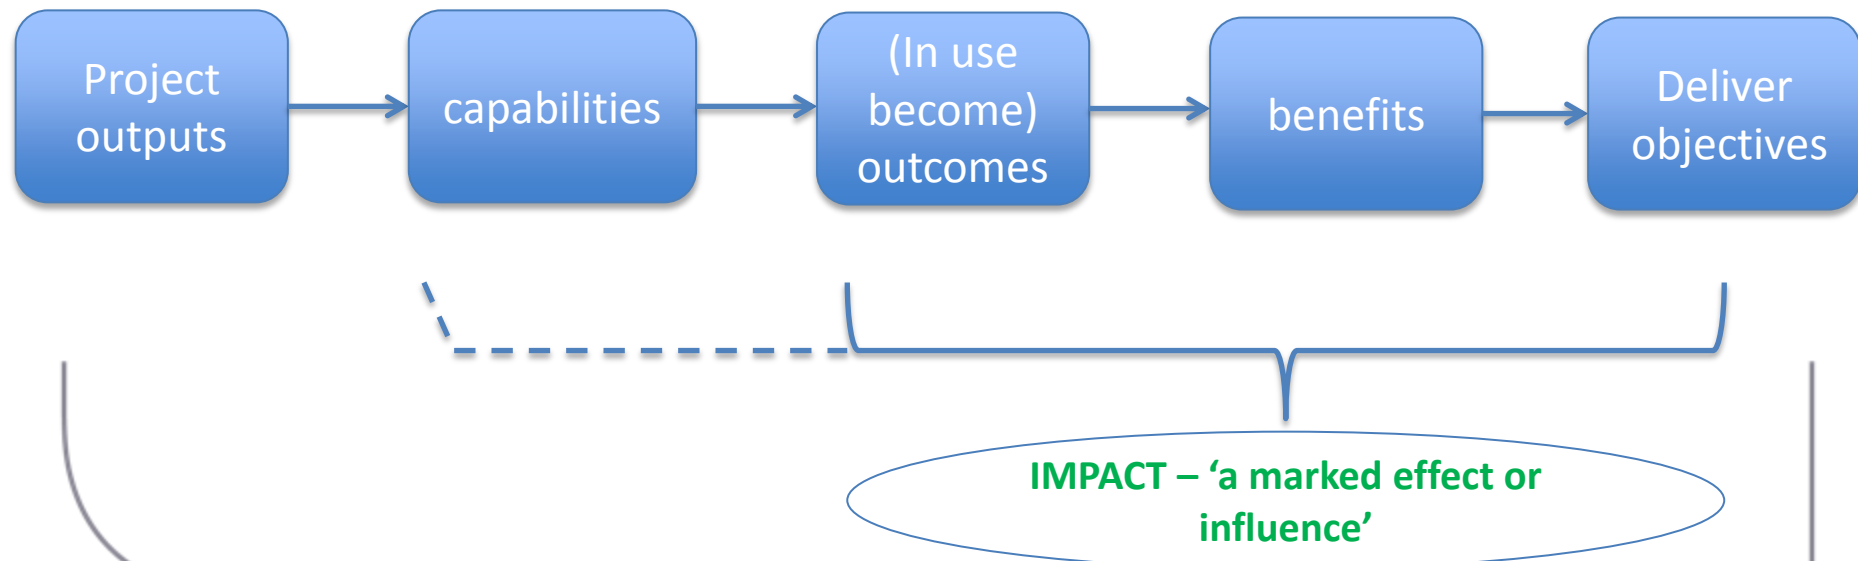 Project
outputs
capabilities
(In use
become)
outcomes
benefits
Deliver
objectives
IMPACT – ‘a marked effect or
influence’